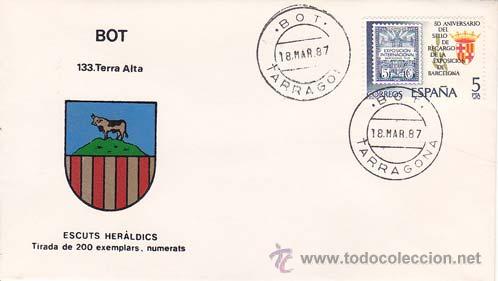 BOT
133.Terra Alta
ESCUTS HERÀLDICS
Tirada de 200 exemplars, numerats
BOT
18.MAR.87
TARRAGO
50 ANIVERSARIO
DEL
SELLO
DE
RECARGO
DE LA
EXPOSICION
DE
BARCELONA
EXPOSICION
INTERNACIONAL
CORREOS
ESPAÑA
5
PTA
BOT
18.MAR.87
TARRAGONA
www.todocoleccion.net